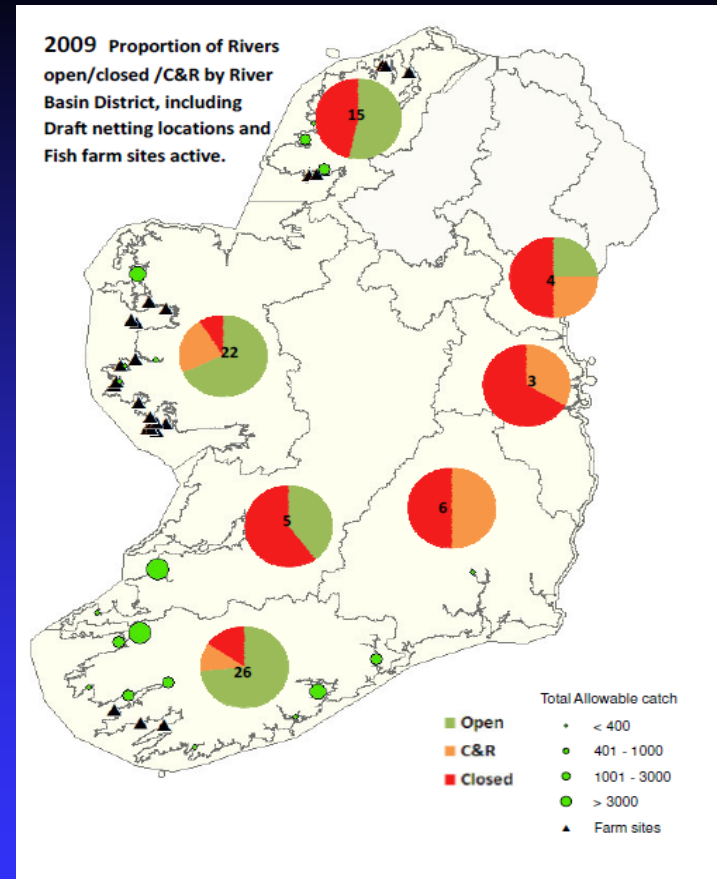 2009 Proportion of Rivers
open/closed /C&R by River
Basin District, including
Draft netting locations and
Fish farm sites active.
15
4
22
3
5
6
26
Open
C&R
Closed
Total Allowable catch
< 400
401 - 1000
1001 - 3000
> 3000
Farm sites